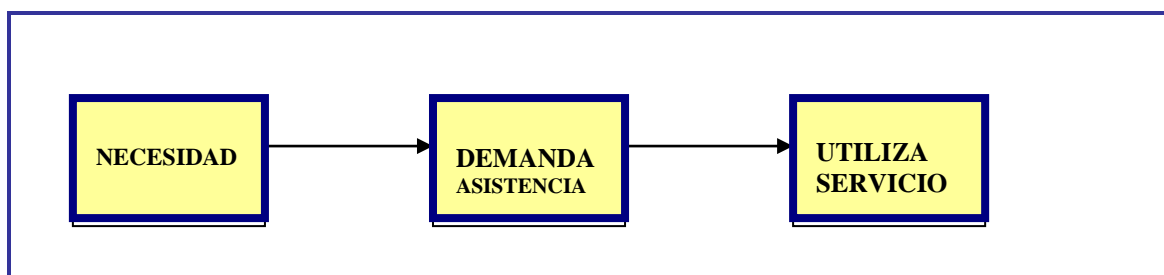 NECESIDAD
DEMANDA
ASISTENCIA
UTILIZA
SERVICIO